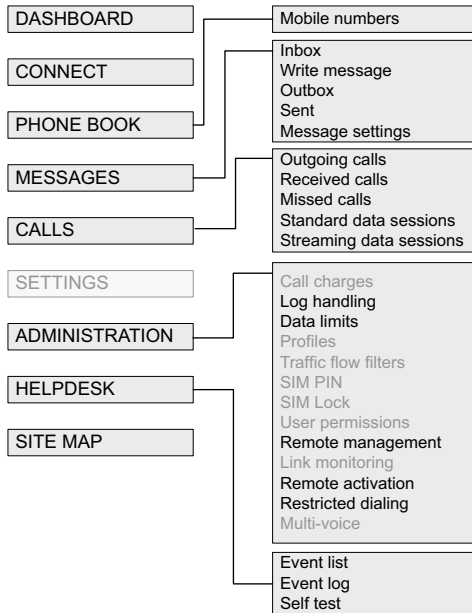 DASHBOARD
CONNECT
PHONE BOOK
MESSAGES
CALLS
SETTINGS
ADMINISTRATION
HELPDESK
SITE MAP
Mobile numbers
Inbox
Write message
Outbox
Sent
Message settings
Outgoing calls
Received calls
Missed calls
Standard data sessions
Streaming data sessions
Call charges
Log handling
Data limits
Profiles
Traffic flow filters
SIM PIN
SIM Lock
User permissions
Remote management
Link monitoring
Remote activation
Restricted dialing
Multi-voice
Event list
Event log
Self test